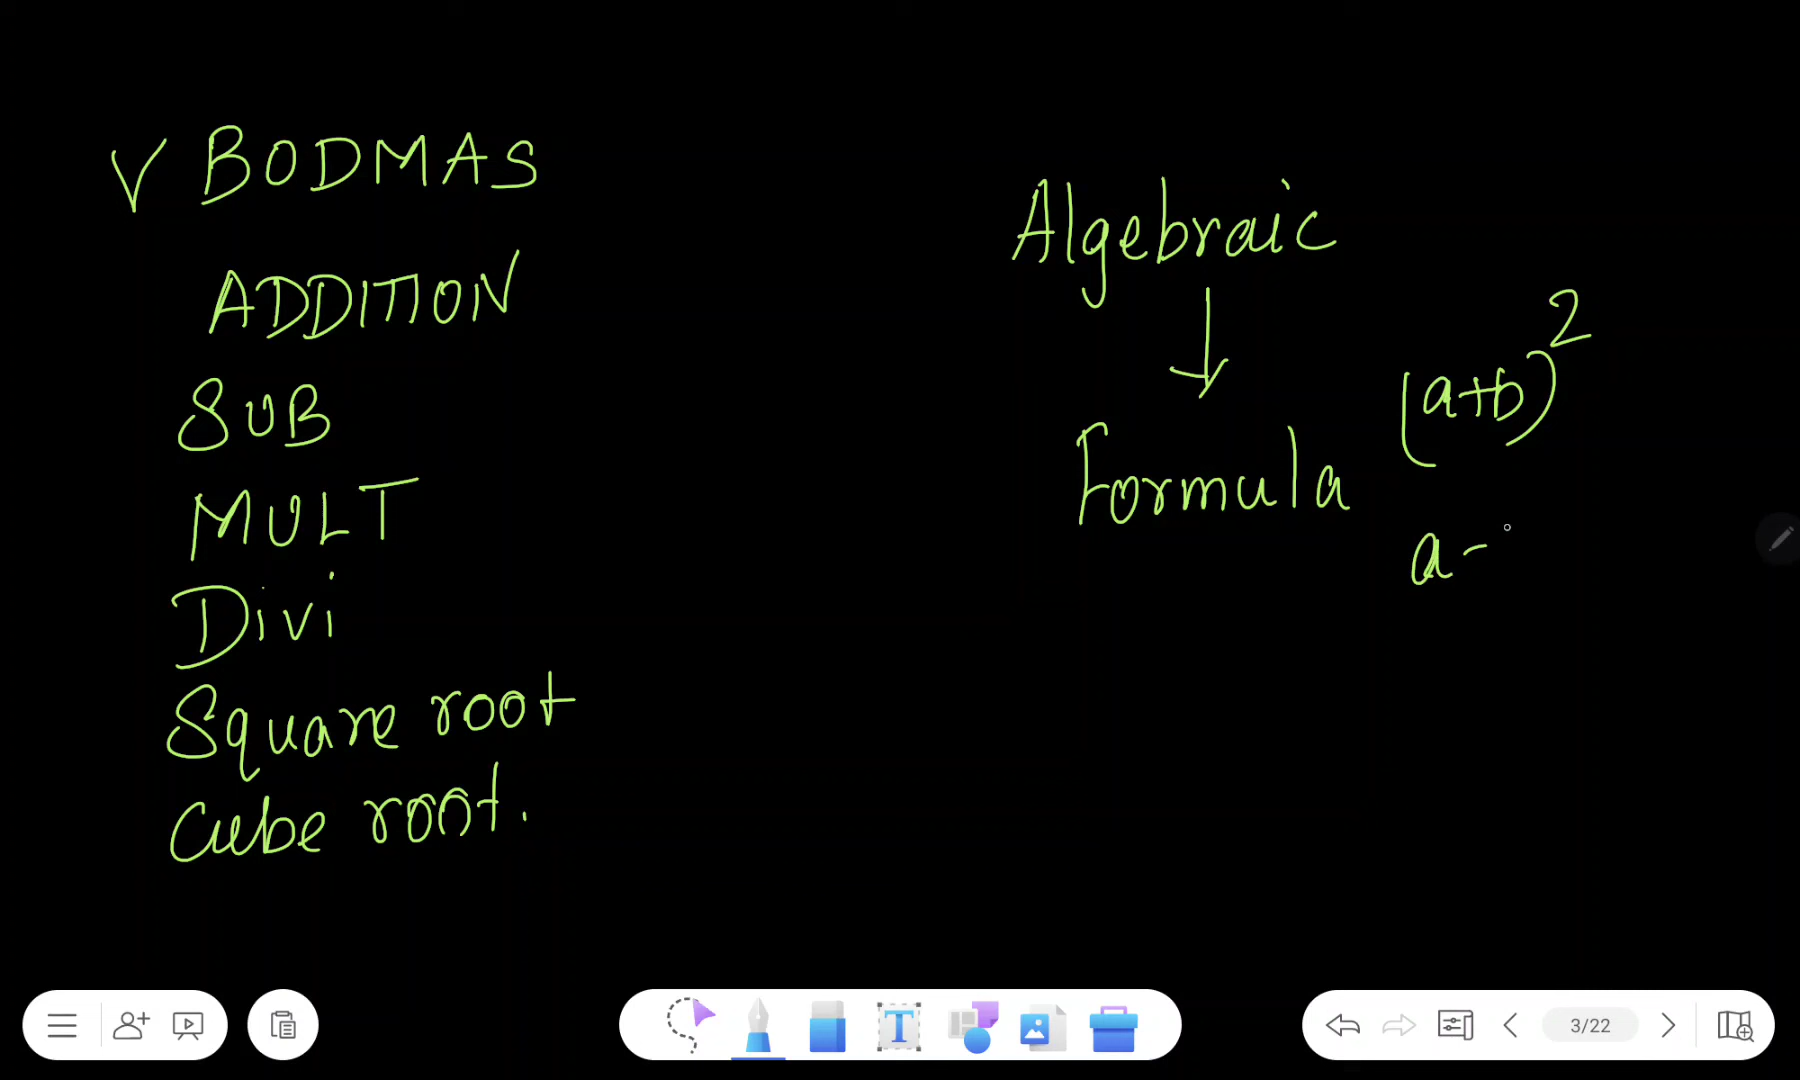 √ BODMAS
ADDITION
SUB
MULT
Divi
Square root
Cube root.
Algebraic
↓
Formula
(a+b)²
a-
T
3/22